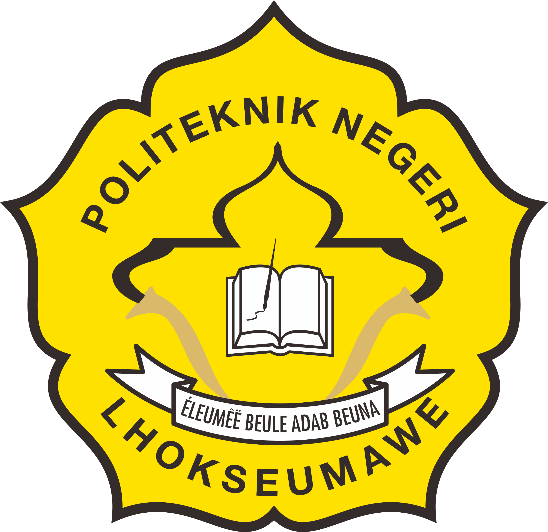 POLITEKNIK NEGERI
ÉLEUMÊË BEULE ADAB BEUNA
LHOKSEUMAWE